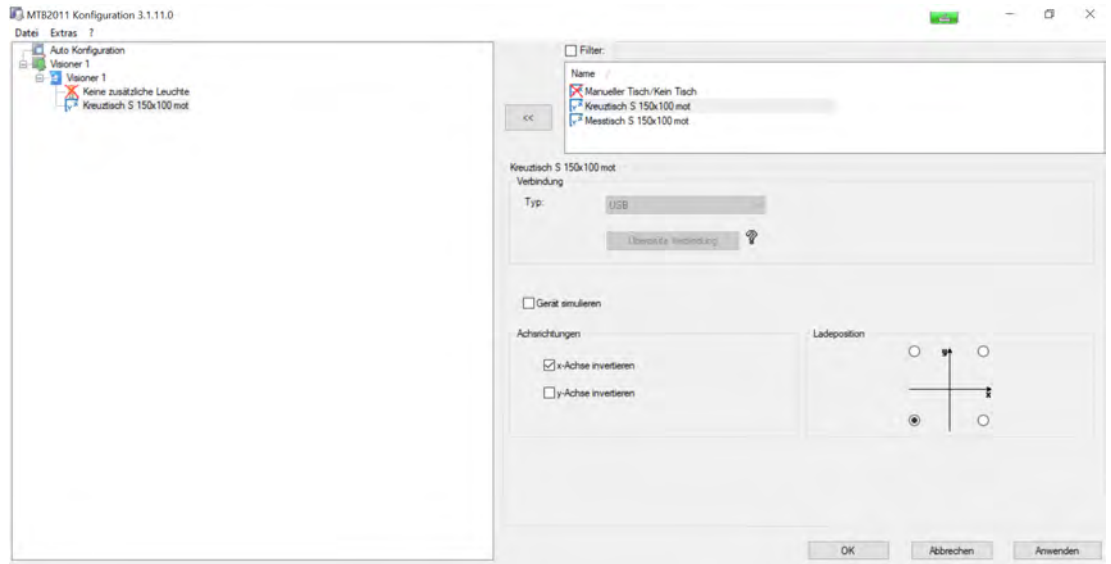 MTB2011 Konfiguration 3.1.11.0
Datei Extras ?
Auto Konfiguration
Visioner 1
Visioner 1
Keine zusätzliche Leuchte
Kreuztisch S 150x100 mot
Filter:
Name /
Manueller Tisch/Kein Tisch
Kreuztisch S 150x100 mot
Messtisch S 150x100 mot
<<
Kreuztisch S 150x100 mot
Verbindung
Typ:
USB
Verbindung
Gerät simulieren
Achsrichtungen
x-Achse invertieren
y-Achse invertieren
Ladeposition
y
x
OK
Abbrechen
Anwenden